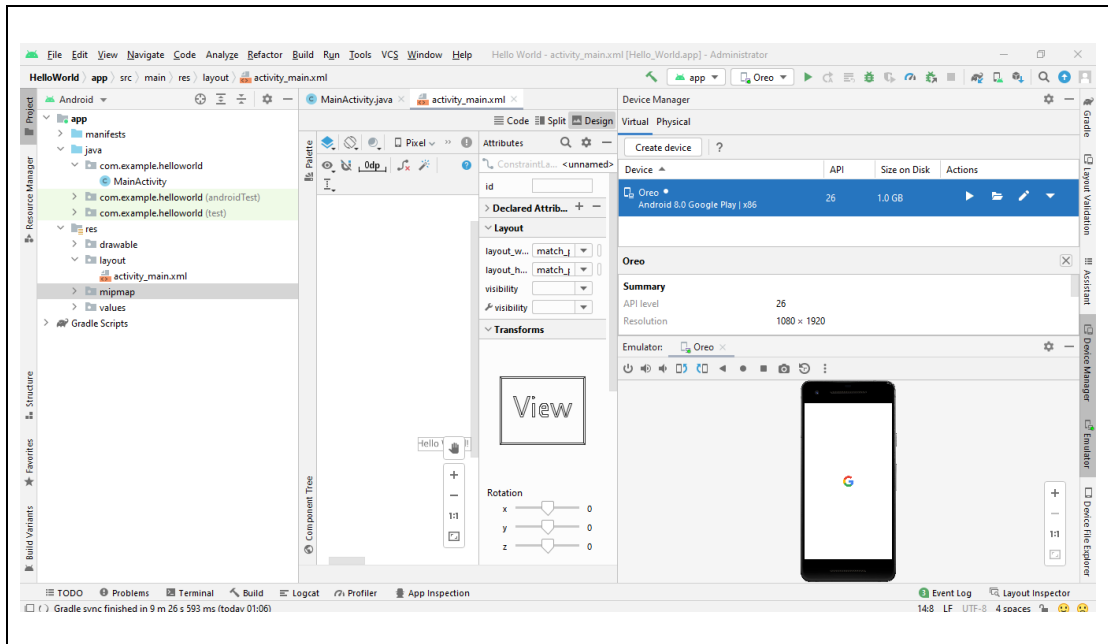 File Edit View Navigate Code Analyze Refactor Build Run Tools VCS Window Help Hello World - activity_main.xml [Hello_World.app] - Administrator
HelloWorld app src main res layout activity_main.xml app Oreo
Android
MainActivity.java activity_main.xml
Device Manager
Code Split Design
Virtual Physical
app
manifests
java
com.example.helloworld
MainActivity
com.example.helloworld (androidTest)
com.example.helloworld (test)
res
drawable
layout
activity_main.xml
mipmap
values
Gradle Scripts
Project
Resource Manager
Structure
Favorites
Build Variants
Palette
Component Tree
Pixel
0dp
Hello
1:1
Attributes
ConstraintLa... <unnamed>
id
Declared Attrib...
Layout
layout_w... match_
layout_h... match_
visibility
visibility
Transforms
View
Rotation
x 0
y 0
z 0
Create device ?
Device API Size on Disk Actions
Oreo 26 1.0 GB
Android 8.0 Google Play | x86
Oreo
Summary
API level 26
Resolution 1080 × 1920
Emulator: Oreo
G
1:1
Gradle
Layout Validation
Assistant
Device Manager
Emulator
Device File Explorer
TODO Problems Terminal Build Logcat Profiler App Inspection Event Log Layout Inspector
Gradle sync finished in 9 m 26 s 593 ms (today 01:06) 14:8 LF UTF-8 4 spaces